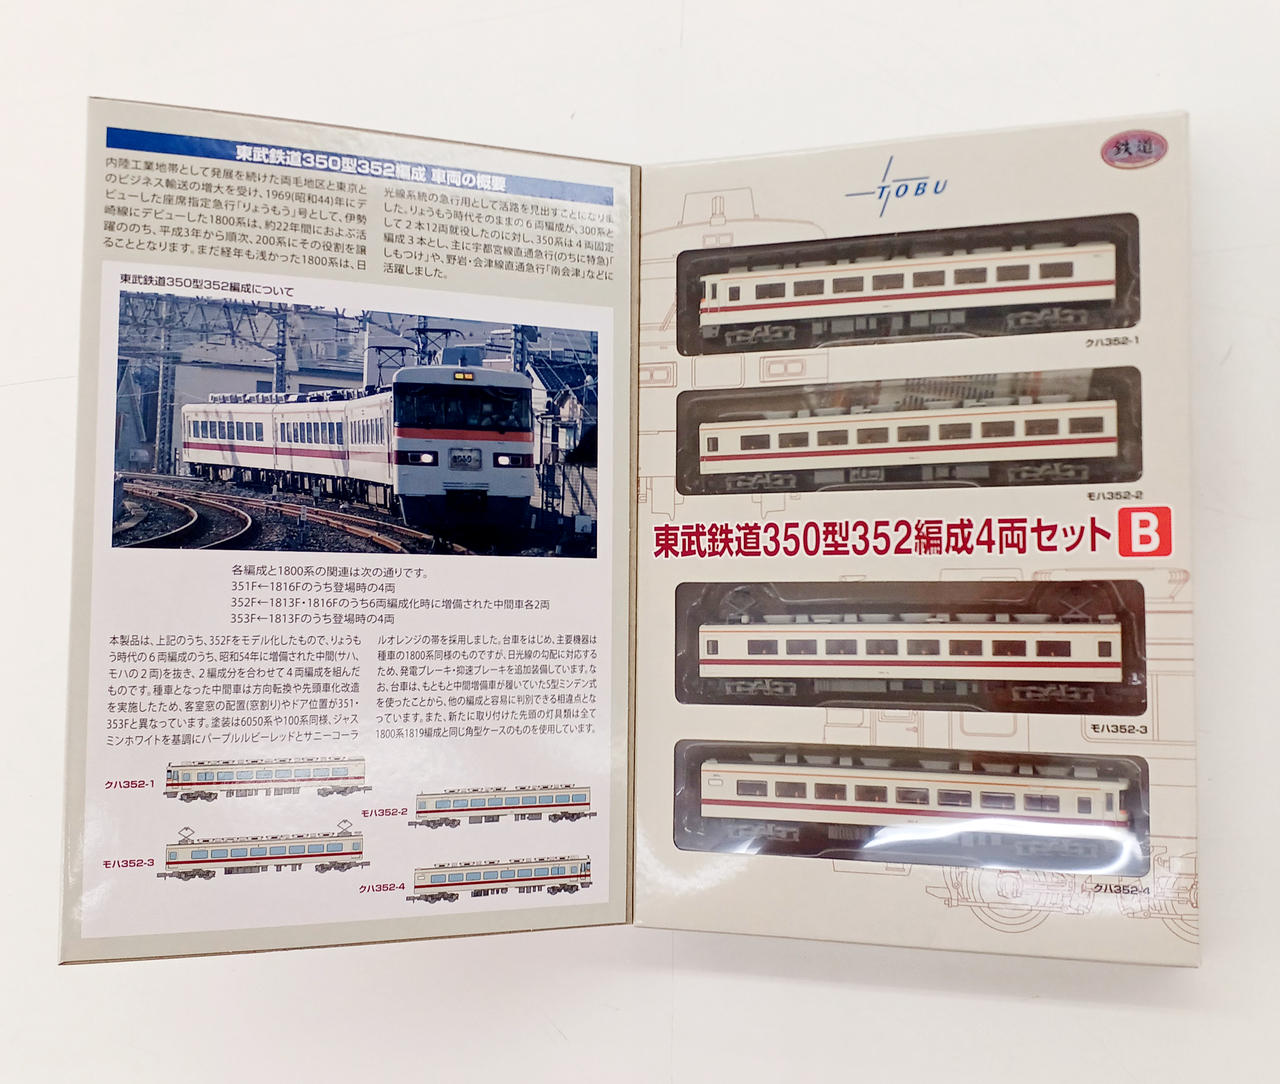 東武鉄道350型352編成 車両の概要
内陸工業地帯として発展を続けた両毛地区と東京と
のビジネス輸送の増大を受け、1969(昭和44)年にデ
ビューした座席指定急行「りょうもう」号として、伊勢
崎線にデビューした1800系は、約22年間におよぶ活
躍ののち、平成3年から順次、200系にその役割を譲
ることとなります。まだ経年も浅かった1800系は、日
光線系統の急行用として活路を見出すことになりま
した。りょうもう時代そのままの6両編成が、300系と
して2本12両就役したのに対し、350系は4両固定
編成3本とし、主に宇都宮線直通急行(のちに特急)「
しもつけ」や、野岩・会津線直通急行「南会津」などに
活躍しました。
東武鉄道350型352編成について
各編成と1800系の関連は次の通りです。
351F←1816Fのうち登場時の4両
352F←1813F・1816Fのうち6両編成化時に増備された中間車各2両
353F←1813Fのうち登場時の4両
本製品は、上記のうち、352Fをモデル化したもので、りょうも
う時代の6両編成のうち、昭和54年に増備された中間(サハ、
モハの2両)を抜き、2編成分を合わせて4両編成を組んだ
ものです。種車となった中間車は方向転換や先頭車化改造
を実施したため、客室窓の配置(窓割り)やドア位置が351・
353Fと異なっています。塗装は6050系や100系同様、ジャス
ミンホワイトを基調にパープルルビーレッドとサニーコーラ
ルオレンジの帯を採用しました。台車をはじめ、主要機器は
種車の1800系同様のものですが、日光線の勾配に対応する
ため、発電ブレーキ・抑速ブレーキを追加装備しています。な
お、台車は、もともと中間増備車が履いていたS型ミンデン式
を使ったことから、他の編成と容易に判別できる相違点とな
っています。また、新たに取り付けた先頭の灯具類は全て
1800系1819編成と同じ角型ケースのものを使用しています。
クハ352-1
モハ352-2
モハ352-3
クハ352-4
鉄道
TOBU
クハ352-1
モハ352-2
東武鉄道350型352編成4両セット B
モハ352-3
クハ352-4